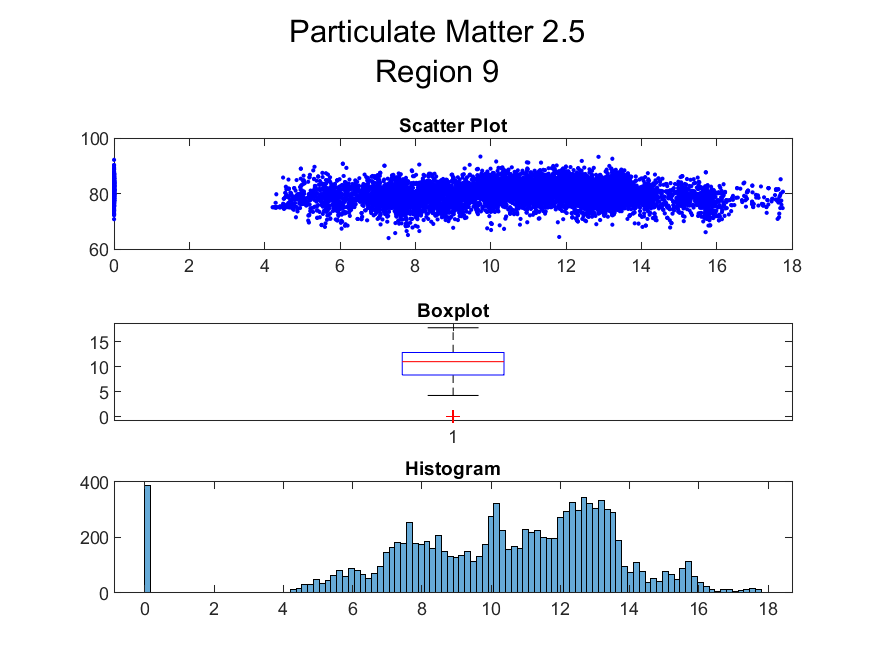 Particulate Matter 2.5
Region 9
Scatter Plot
100
80
60
0 2 4 6 8 10 12 14 16 18
Boxplot
15
10
5
0
1
Histogram
400
200
0
0 2 4 6 8 10 12 14 16 18